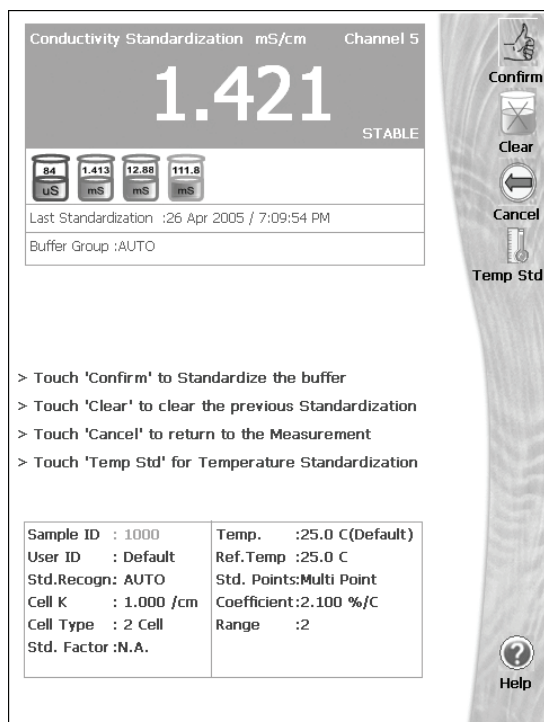 Conductivity Standardization mS/cm Channel 5
1.421
STABLE
84 uS
1.413 mS
12.88 mS
111.8 mS
Last Standardization :26 Apr 2005 / 7:09:54 PM
Buffer Group :AUTO
Confirm
Clear
Cancel
Temp Std
> Touch 'Confirm' to Standardize the buffer
> Touch 'Clear' to clear the previous Standardization
> Touch 'Cancel' to return to the Measurement
> Touch 'Temp Std' for Temperature Standardization
Sample ID : 1000
User ID : Default
Std.Recogn: AUTO
Cell K : 1.000 /cm
Cell Type : 2 Cell
Std. Factor :N.A.
Temp. :25.0 C(Default)
Ref.Temp :25.0 C
Std. Points:Multi Point
Coefficient:2.100 %/C
Range :2
Help